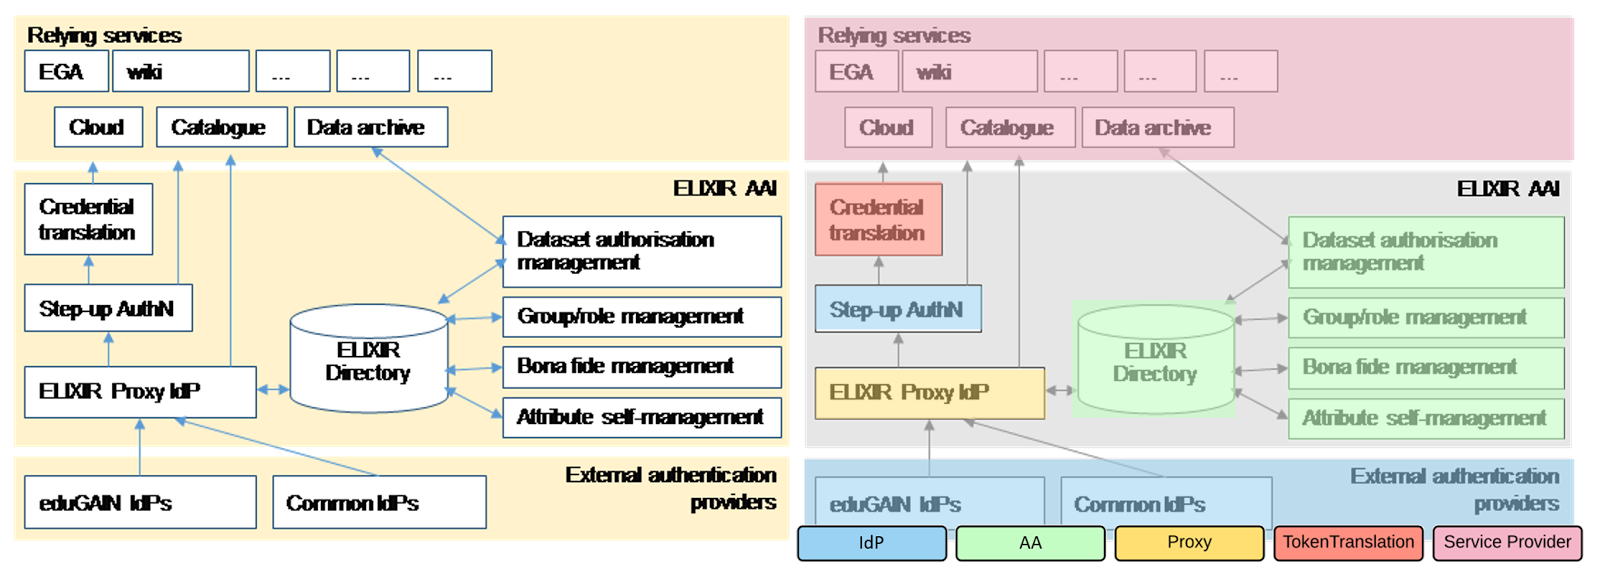 Relying services
EGA
wiki
...
...
...
Cloud
Catalogue
Data archive
ELIXIR AAI
Credential
translation
Dataset authorisation
management
Step-up AuthN
Group/role management
ELIXIR
Directory
Bona fide management
ELIXIR Proxy IdP
Attribute self-management
External authentication
providers
eduGAIN IdPs
Common IdPs
Relying services
EGA
wiki
...
...
...
Cloud
Catalogue
Data archive
ELIXIR AAI
Credential
translation
Dataset authorisation
management
Step-up AuthN
Group/role management
ELIXIR
Directory
Bona fide management
ELIXIR Proxy IdP
Attribute self-management
External authentication
providers
eduGAIN IdPs
Common IdPs
IdP
AA
Proxy
TokenTranslation
Service Provider